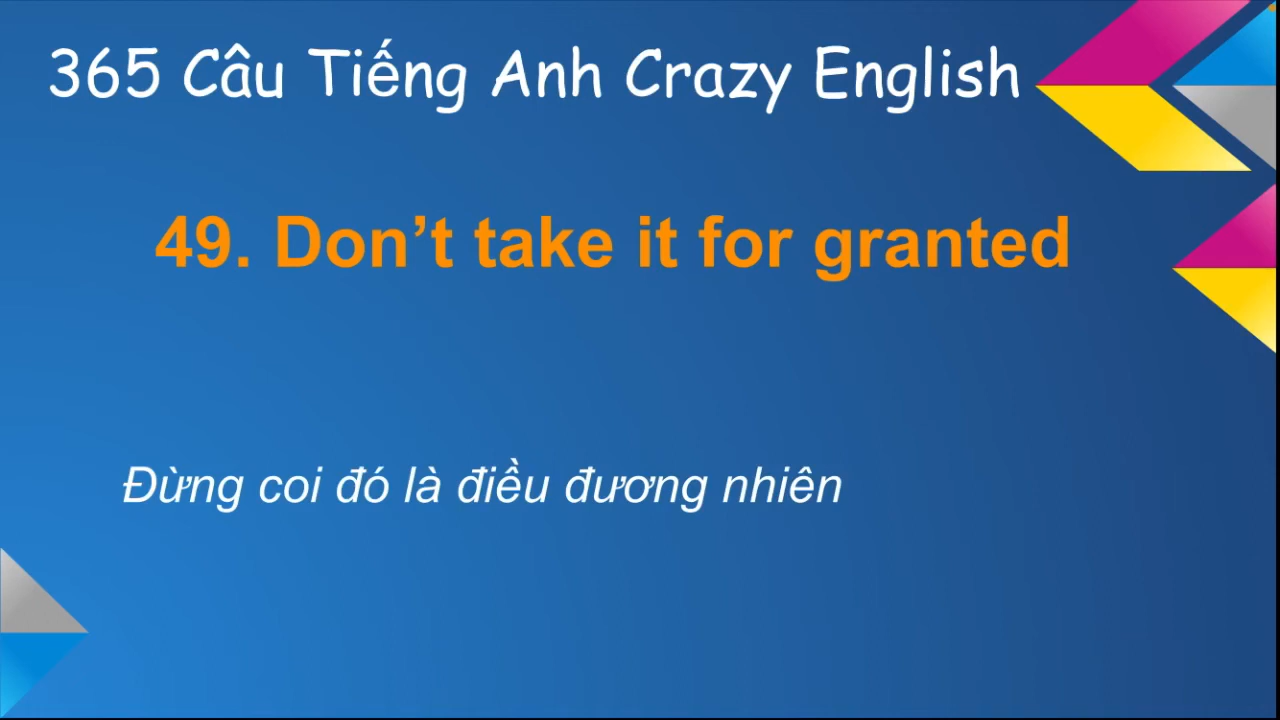 365 Câu Tiếng Anh Crazy English
49. Don’t take it for granted
Đừng coi đó là điều đương nhiên